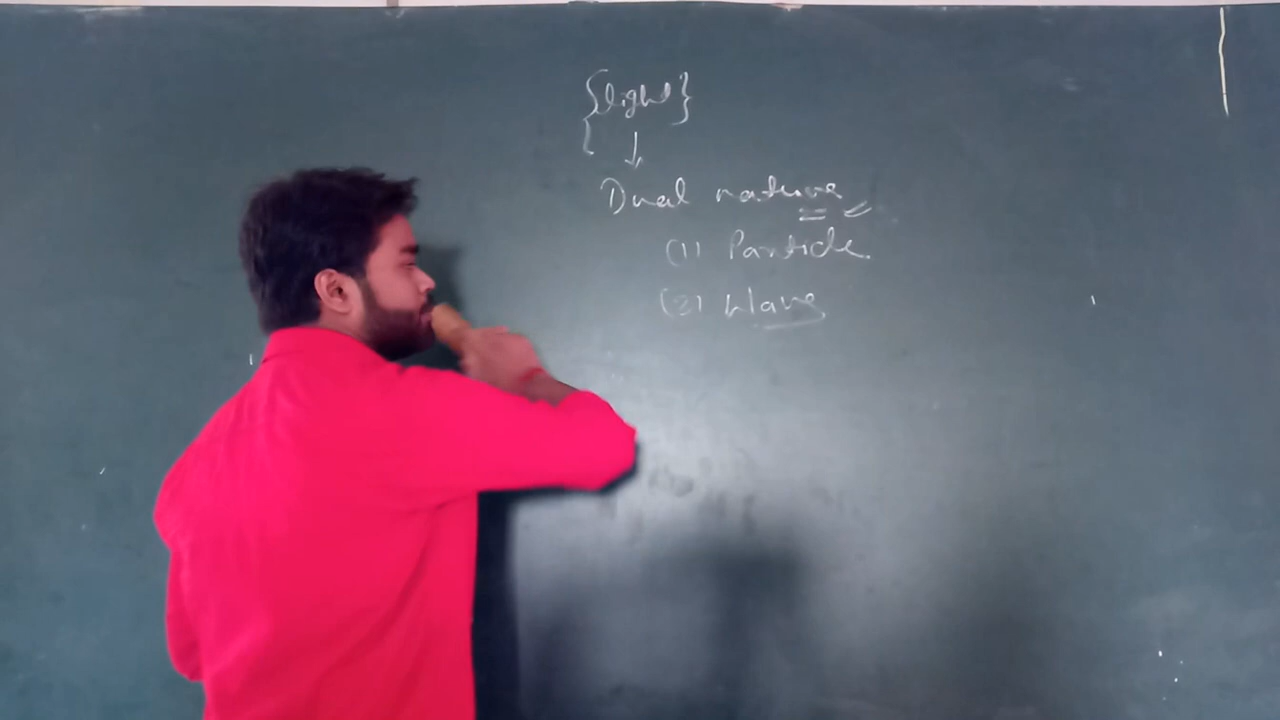 {light}
↓
Dual nature
(1) Particle.
(2) Wave